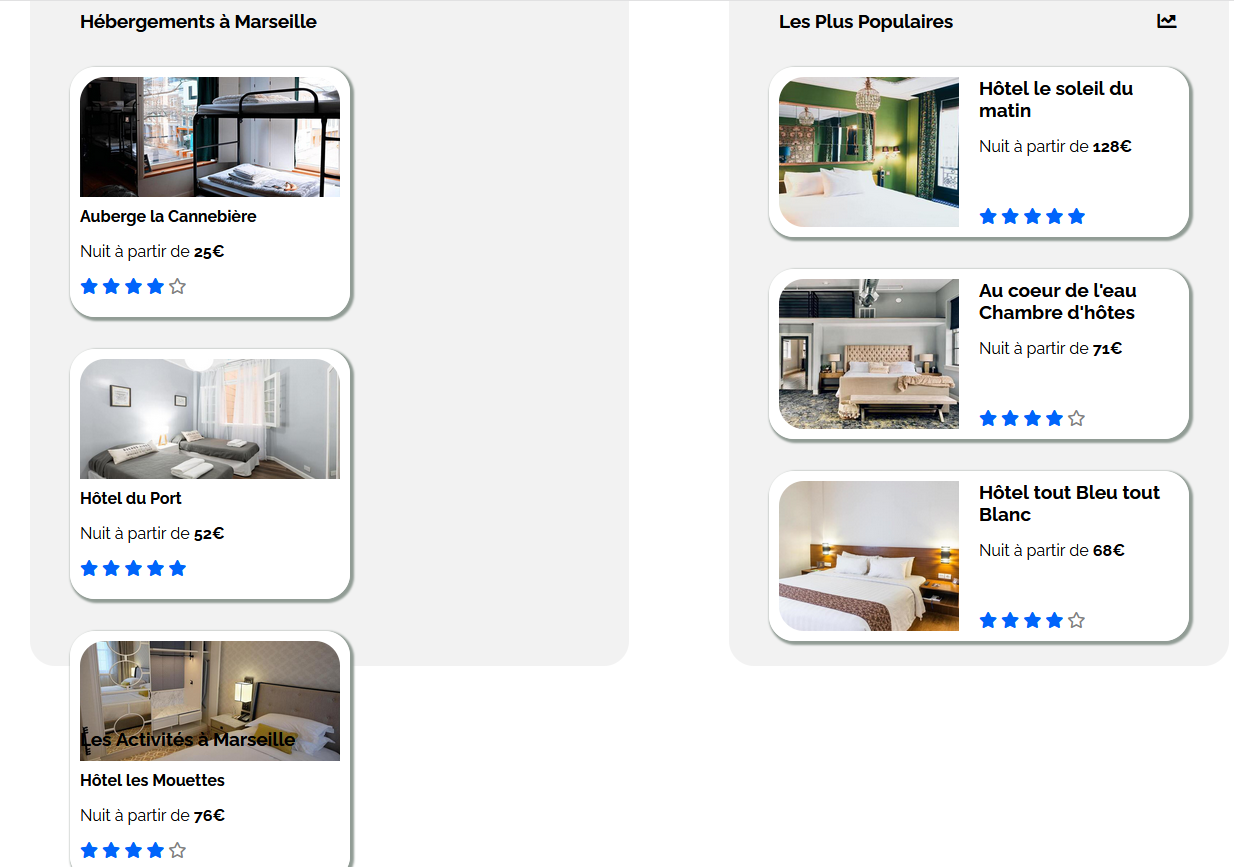 Hébergements à Marseille
Auberge la Cannebière
Nuit à partir de 25€
Hôtel du Port
Nuit à partir de 52€
Les Activités à Marseille
Hôtel les Mouettes
Nuit à partir de 76€
Les Plus Populaires
Hôtel le soleil du
matin
Nuit à partir de 128€
Au coeur de l'eau
Chambre d'hôtes
Nuit à partir de 71€
Hôtel tout Bleu tout
Blanc
Nuit à partir de 68€